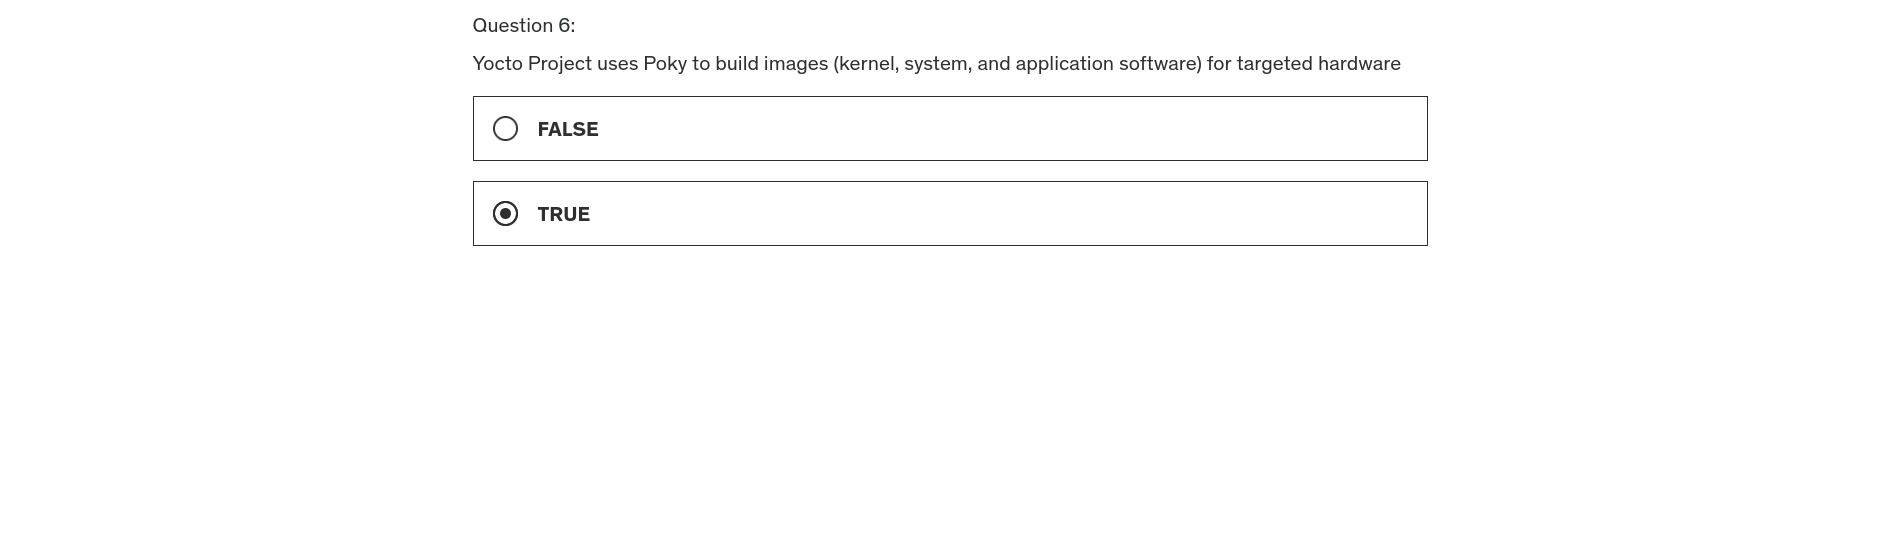 Question 6:
Yocto Project uses Poky to build images (kernel, system, and application software) for targeted hardware
FALSE
TRUE